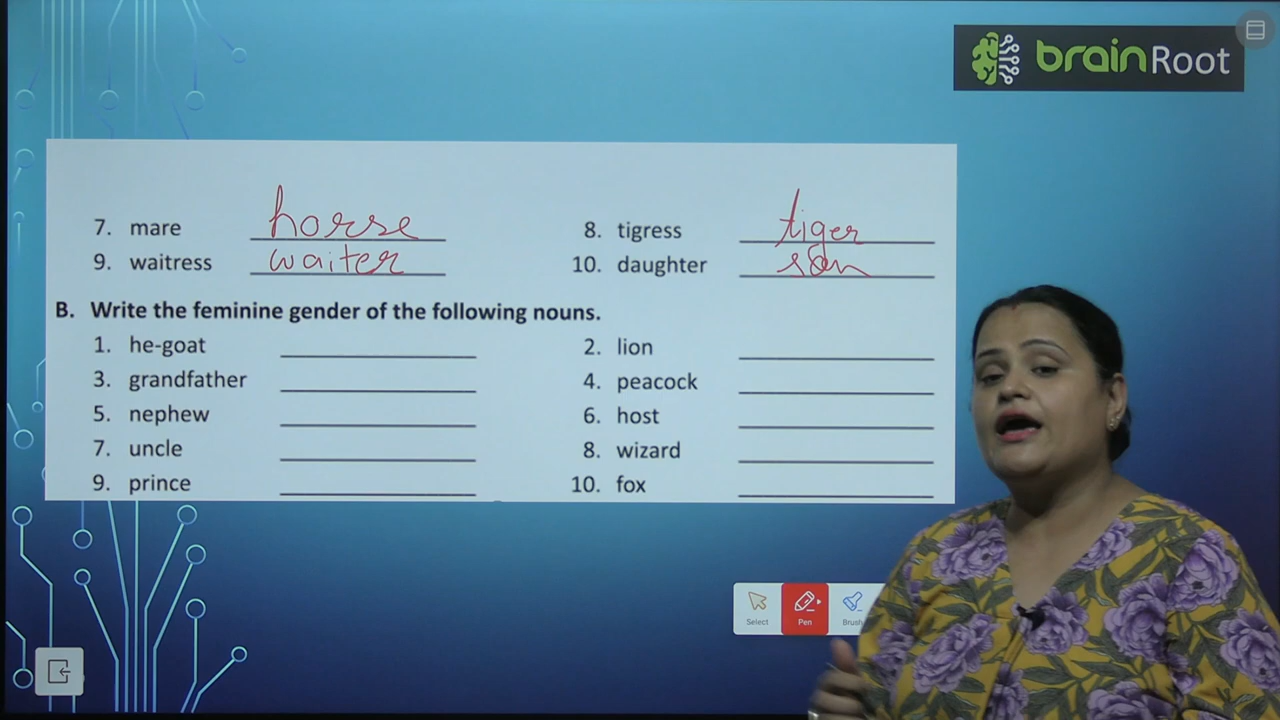 brainRoot
7. mare horse 8. tigress tiger
9. waitress waiter 10. daughter son
B. Write the feminine gender of the following nouns.
1. he-goat 2. lion
3. grandfather 4. peacock
5. nephew 6. host
7. uncle 8. wizard
9. prince 10. fox
Select Pen Brush